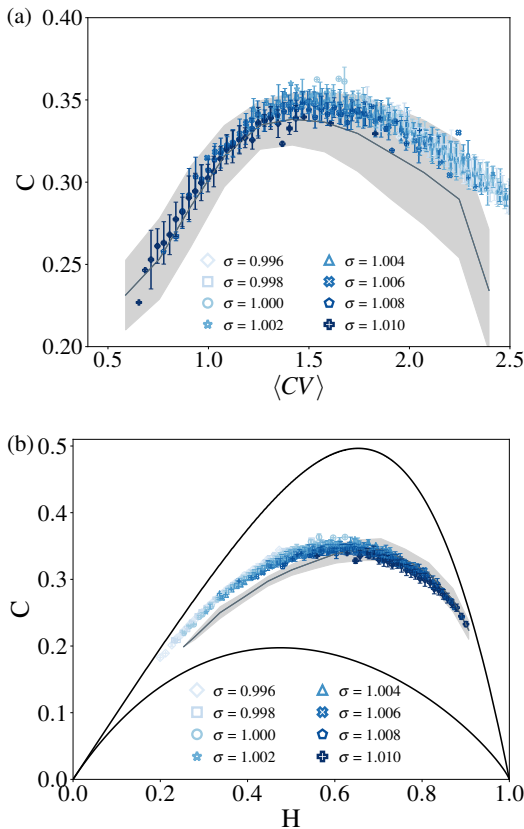 (a)
0.40
0.35
0.30
0.25
0.20
C
σ = 0.996 σ = 1.004
σ = 0.998 σ = 1.006
σ = 1.000 σ = 1.008
σ = 1.002 σ = 1.010
0.5 1.0 1.5 2.0 2.5
⟨CV⟩
(b)
0.5
0.4
0.3
0.2
0.1
0.0
C
σ = 0.996 σ = 1.004
σ = 0.998 σ = 1.006
σ = 1.000 σ = 1.008
σ = 1.002 σ = 1.010
0.0 0.2 0.4 0.6 0.8 1.0
H